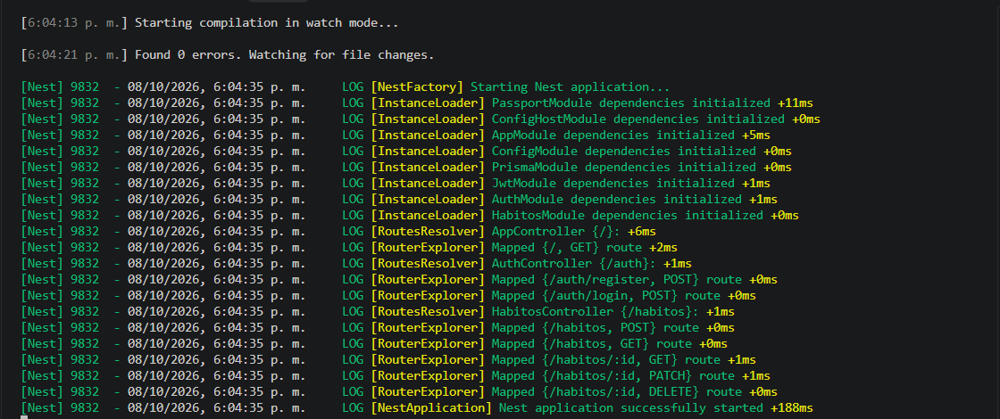 [6:04:13 p. m.] Starting compilation in watch mode...
[6:04:21 p. m.] Found 0 errors. Watching for file changes.
[Nest] 9832  - 08/10/2026, 6:04:35 p. m.     LOG [NestFactory] Starting Nest application...
[Nest] 9832  - 08/10/2026, 6:04:35 p. m.     LOG [InstanceLoader] PassportModule dependencies initialized +11ms
[Nest] 9832  - 08/10/2026, 6:04:35 p. m.     LOG [InstanceLoader] ConfigHostModule dependencies initialized +0ms
[Nest] 9832  - 08/10/2026, 6:04:35 p. m.     LOG [InstanceLoader] AppModule dependencies initialized +5ms
[Nest] 9832  - 08/10/2026, 6:04:35 p. m.     LOG [InstanceLoader] ConfigModule dependencies initialized +0ms
[Nest] 9832  - 08/10/2026, 6:04:35 p. m.     LOG [InstanceLoader] PrismaModule dependencies initialized +0ms
[Nest] 9832  - 08/10/2026, 6:04:35 p. m.     LOG [InstanceLoader] JwtModule dependencies initialized +1ms
[Nest] 9832  - 08/10/2026, 6:04:35 p. m.     LOG [InstanceLoader] AuthModule dependencies initialized +1ms
[Nest] 9832  - 08/10/2026, 6:04:35 p. m.     LOG [InstanceLoader] HabitosModule dependencies initialized +0ms
[Nest] 9832  - 08/10/2026, 6:04:35 p. m.     LOG [RoutesResolver] AppController {/}: +6ms
[Nest] 9832  - 08/10/2026, 6:04:35 p. m.     LOG [RouterExplorer] Mapped {/, GET} route +2ms
[Nest] 9832  - 08/10/2026, 6:04:35 p. m.     LOG [RoutesResolver] AuthController {/auth}: +1ms
[Nest] 9832  - 08/10/2026, 6:04:35 p. m.     LOG [RouterExplorer] Mapped {/auth/register, POST} route +0ms
[Nest] 9832  - 08/10/2026, 6:04:35 p. m.     LOG [RouterExplorer] Mapped {/auth/login, POST} route +0ms
[Nest] 9832  - 08/10/2026, 6:04:35 p. m.     LOG [RoutesResolver] HabitosController {/habitos}: +1ms
[Nest] 9832  - 08/10/2026, 6:04:35 p. m.     LOG [RouterExplorer] Mapped {/habitos, POST} route +0ms
[Nest] 9832  - 08/10/2026, 6:04:35 p. m.     LOG [RouterExplorer] Mapped {/habitos, GET} route +0ms
[Nest] 9832  - 08/10/2026, 6:04:35 p. m.     LOG [RouterExplorer] Mapped {/habitos/:id, GET} route +1ms
[Nest] 9832  - 08/10/2026, 6:04:35 p. m.     LOG [RouterExplorer] Mapped {/habitos/:id, PATCH} route +1ms
[Nest] 9832  - 08/10/2026, 6:04:35 p. m.     LOG [RouterExplorer] Mapped {/habitos/:id, DELETE} route +0ms
[Nest] 9832  - 08/10/2026, 6:04:35 p. m.     LOG [NestApplication] Nest application successfully started +188ms